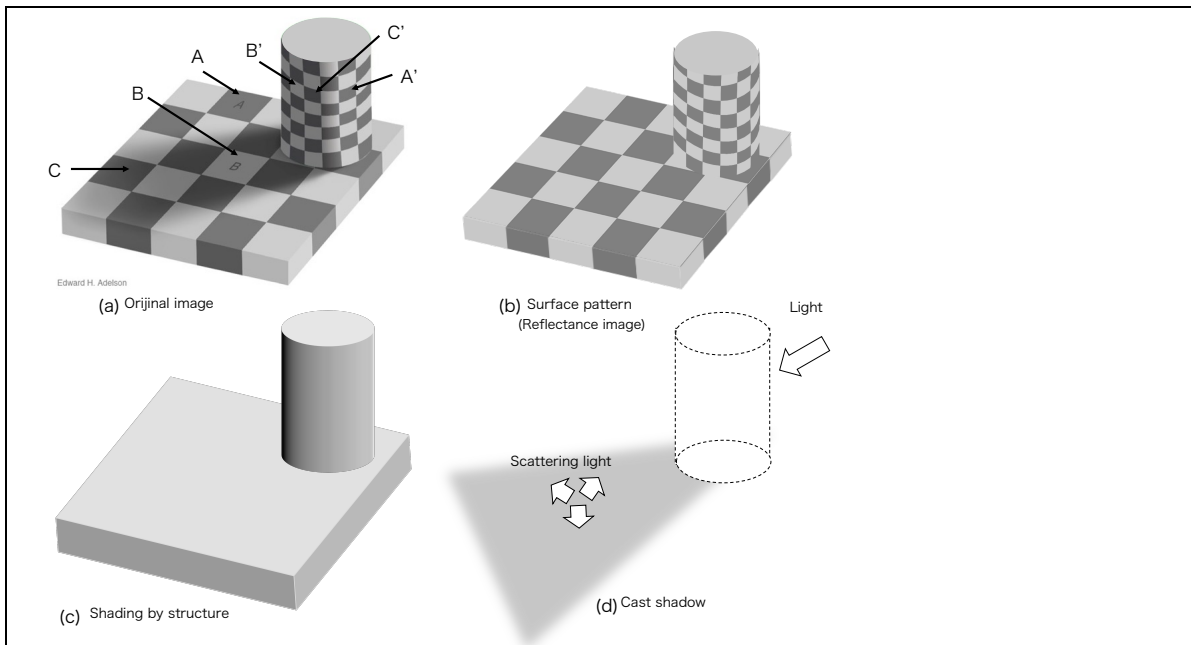 A
B’
C’
A’
B
C
A
B
Edward H. Adelson
(a) Orijinal image
(b) Surface pattern
(Reflectance image)
Light
Scattering light
(c) Shading by structure
(d) Cast shadow